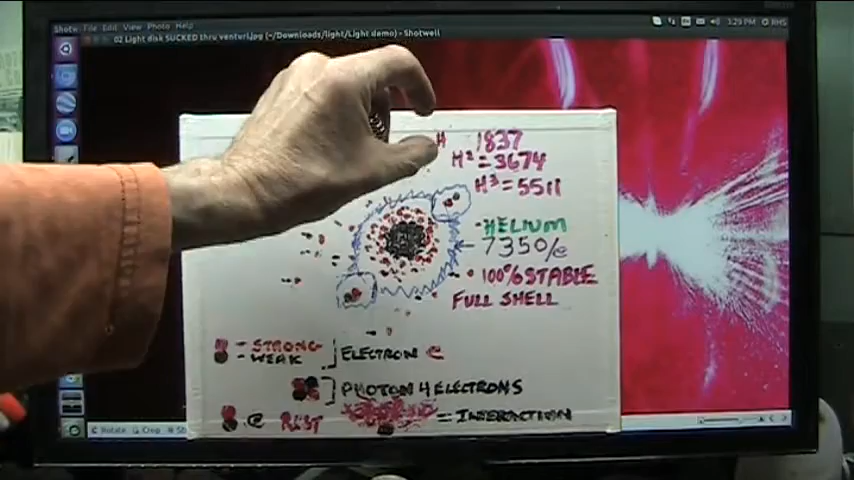 File Edit View Photo Help
3:29 PM RHS
02 Light disk SUCKED thru venturi.jpg (~/Downloads/light/Light demo) - Shotwell
H 1837
H² = 3674
H³ = 5511
HELIUM
7350/e
100% STABLE
FULL SHELL
= STRONG
= WEAK
ELECTRON e
PHOTON 4 ELECTRONS
@ REST
= INTERACTION
Rotate Crop